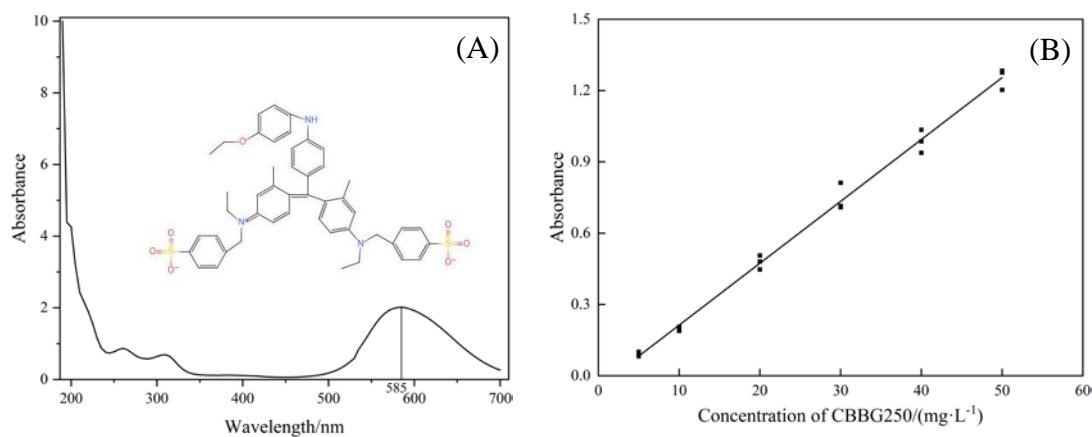 (A)
10
8
6
4
2
0
Absorbance
200
300
400
500
585
600
700
Wavelength/nm
NH
O
N⁺
N
O
S
O
O⁻
O
S
O
O⁻
(B)
1.5
1.2
0.9
0.6
0.3
0.0
Absorbance
0
10
20
30
40
50
600
Concentration of CBBG250/(mg·L⁻¹)